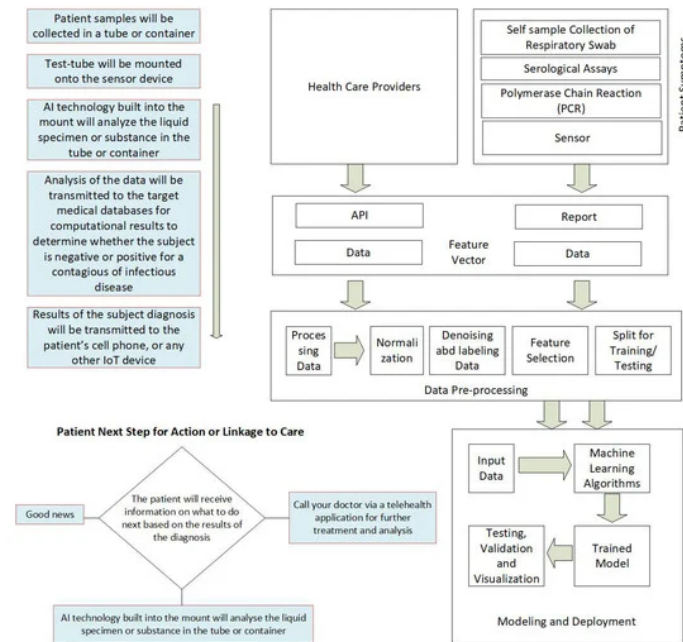 Patient samples will be
collected in a tube or container
Test-tube will be mounted
onto the sensor device
AI technology built into the
mount will analyze the liquid
specimen or substance in the
tube or container
Analysis of the data will be
transmitted to the target
medical databases for
computational results to
determine whether the subject
is negative or positive for a
contagious of infectious
disease
Results of the subject diagnosis
will be transmitted to the
patient's cell phone, or any
other IoT device
Health Care Providers
Self sample Collection of
Respiratory Swab
Serological Assays
Polymerase Chain Reaction
(PCR)
Sensor
Patient Symptoms
API
Data
Feature
Vector
Report
Data
Proces
sing
Data
Normali
zation
Denoising
abd labeling
Data
Feature
Selection
Split for
Training/
Testing
Data Pre-processing
Input
Data
Machine
Learning
Algorithms
Testing,
Validation
and
Visualization
Trained
Model
Modeling and Deployment
Patient Next Step for Action or Linkage to Care
Good news
The patient will receive
information on what to do
next based on the results of
the diagnosis
Call your doctor via a telehealth
application for further
treatment and analysis
AI technology built into the mount will analyse the liquid
specimen or substance in the tube or container